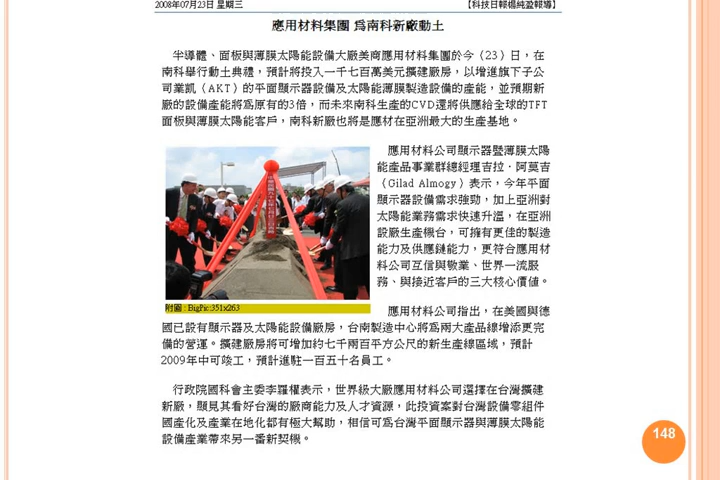 2008年07月23日 星期三
【科技日報楊純盈報導】
應用材料集團 為南科新廠動土
半導體、面板與薄膜太陽能設備大廠美商應用材料集團於今（23）日，在
南科舉行動土典禮，預計將投入一千七百萬美元擴建廠房，以增進旗下子公
司業凱（AKT）的平面顯示器設備及太陽能薄膜製造設備的產能，並預期新
廠的設備產能將為原有的3倍，而未來南科生產的CVD還將供應給全球的TFT
面板與薄膜太陽能客戶，南科新廠也將是應材在亞洲最大的生產基地。
應用材料公司顯示器暨薄膜太陽
能產品事業群總經理吉拉．阿莫吉
（Gilad Almogy）表示，今年平面
顯示器設備需求強勁，加上亞洲對
太陽能業務需求快速升溫，在亞洲
設廠生產機台，可擁有更佳的製造
能力及供應鏈能力，更符合應用材
料公司互信與敬業、世界一流服
務、與接近客戶的三大核心價值。
附圖：BigPic:351x263
應用材料公司指出，在美國與德
國已設有顯示器及太陽能設備廠房，台南製造中心將為兩大產品線增添更完
備的營運。擴建廠房將可增加約七千兩百平方公尺的新生產線區域，預計
2009年中可竣工，預計進駐一百五十名員工。
行政院國科會主委李羅權表示，世界級大廠應用材料公司選擇在台灣擴建
新廠，顯見其看好台灣的廠商能力及人才資源，此投資案對台灣設備零組件
國產化及產業在地化都有極大幫助，相信可為台灣平面顯示器與薄膜太陽能
設備產業帶來另一番新契機。
148